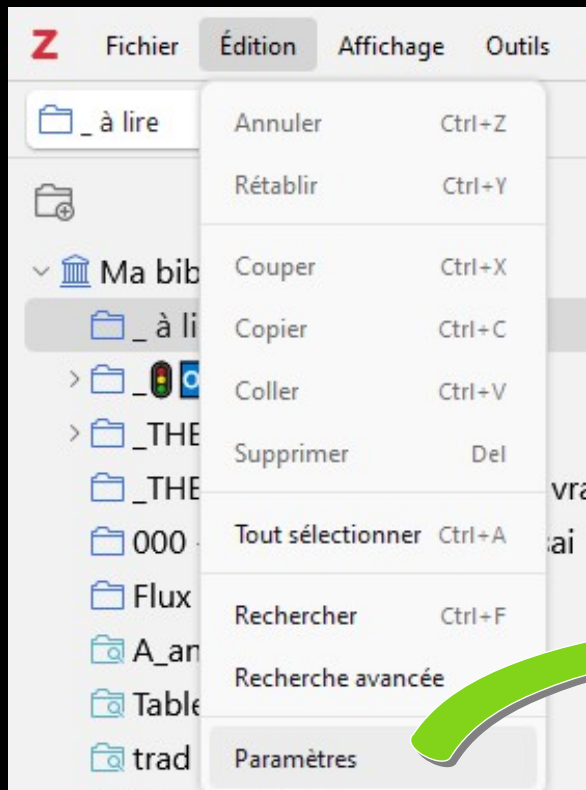 Z Fichier Édition Affichage Outils
_ à lire
Annuler Ctrl+Z
Rétablir Ctrl+Y
Ma bib
Couper Ctrl+X
_ à li
Copier Ctrl+C
_
Coller Ctrl+V
_THE
Supprimer Del
_THE
vra
Tout sélectionner Ctrl+A
000
ai
Flux
Rechercher Ctrl+F
A_an
Recherche avancée
Table
trad
Paramètres